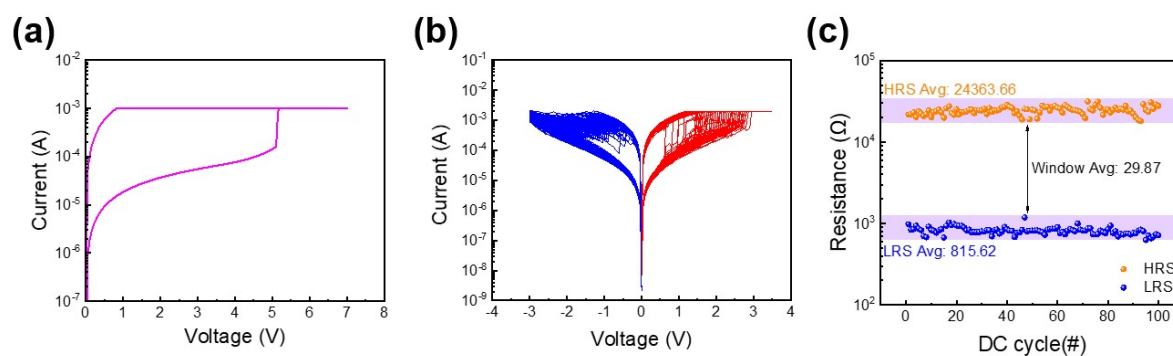 (a)
10⁻²
10⁻³
10⁻⁴
10⁻⁵
10⁻⁶
10⁻⁷
Current (A)
0 1 2 3 4 5 6 7 8
Voltage (V)
(b)
10⁻¹
10⁻²
10⁻³
10⁻⁴
10⁻⁵
10⁻⁶
10⁻⁷
10⁻⁸
10⁻⁹
Current (A)
-4 -3 -2 -1 0 1 2 3 4
Voltage (V)
(c)
10⁵
10⁴
10³
10²
Resistance (Ω)
HRS Avg: 24363.66
Window Avg: 29.87
LRS Avg: 815.62
HRS
LRS
0 20 40 60 80 100
DC cycle(#)